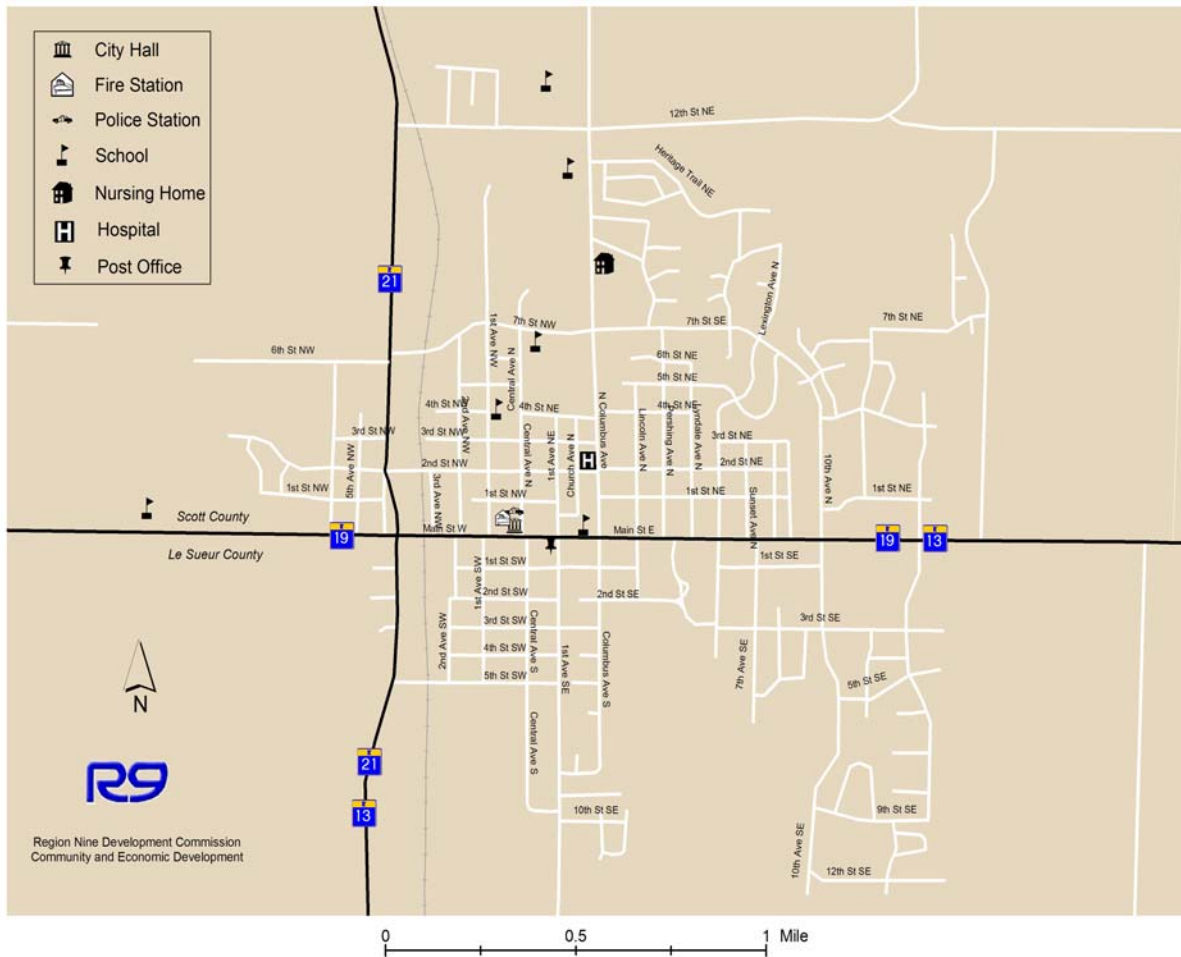 City Hall
Fire Station
Police Station
School
Nursing Home
H Hospital
Post Office
12th St NE
Heritage Trail NE
21
Lexington Ave N
1st Ave NW
7th St NW
7th St SE
7th St NE
6th St NW
Central Ave N
6th St NE
5th St NE
4th St NW
4th St NE
4th St NE
N Columbus Ave
Lincoln Ave N
Pershing Ave N
Lyndale Ave N
3rd St NW
3rd St NW
3rd Ave NW
Central Ave N
1st Ave NE
Church Ave N
3rd St NE
2nd St NW
H
2nd St NE
5th Ave NW
10th Ave N
1st St NW
3rd Ave NW
1st St NW
1st St NE
Sunset Ave N
1st St NE
Scott County
Main St W
Main St E
19
19
13
Le Sueur County
1st St SW
1st St SE
1st Ave SW
2nd St SW
2nd St SE
2nd Ave SW
3rd St SW
Central Ave S
3rd St SE
4th St SW
1st Ave SE
Columbus Ave S
7th Ave SE
5th St SW
5th St SE
N
Central Ave S
21
R9
13
10th St SE
9th St SE
Region Nine Development Commission
Community and Economic Development
10th Ave SE
12th St SE
0 0.5 1 Mile